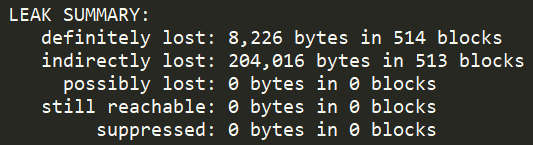 LEAK SUMMARY:
definitely lost: 8,226 bytes in 514 blocks
indirectly lost: 204,016 bytes in 513 blocks
possibly lost: 0 bytes in 0 blocks
still reachable: 0 bytes in 0 blocks
suppressed: 0 bytes in 0 blocks